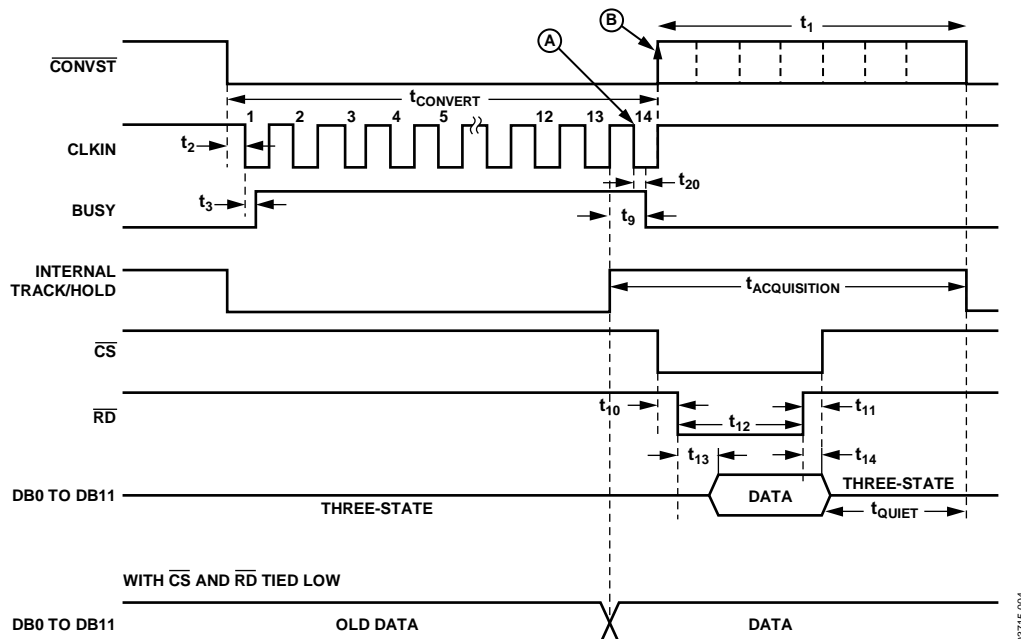 B
t1
A
CONVST
tCONVERT
1 2 3 4 5 12 13 14
t2
CLKIN
t20
t3
BUSY
t9
INTERNAL
TRACK/HOLD
tACQUISITION
CS
t10
t11
RD
t12
t13
t14
DB0 TO DB11
THREE-STATE
DATA
THREE-STATE
tQUIET
WITH CS AND RD TIED LOW
DB0 TO DB11
OLD DATA
DATA